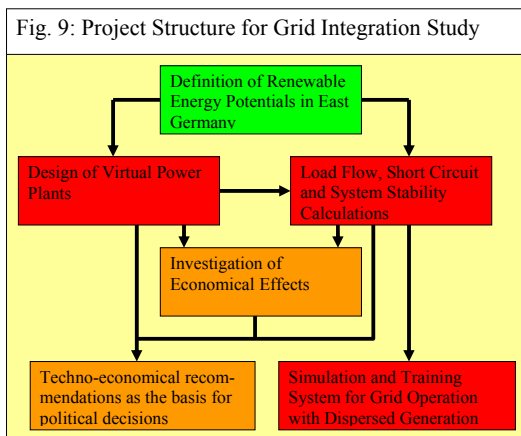 Fig. 9: Project Structure for Grid Integration Study
Definition of Renewable
Energy Potentials in East
Germany
Design of Virtual Power
Plants
Load Flow, Short Circuit
and System Stability
Calculations
Investigation of
Economical Effects
Techno-economical recom-
mendations as the basis for
political decisions
Simulation and Training
System for Grid Operation
with Dispersed Generation